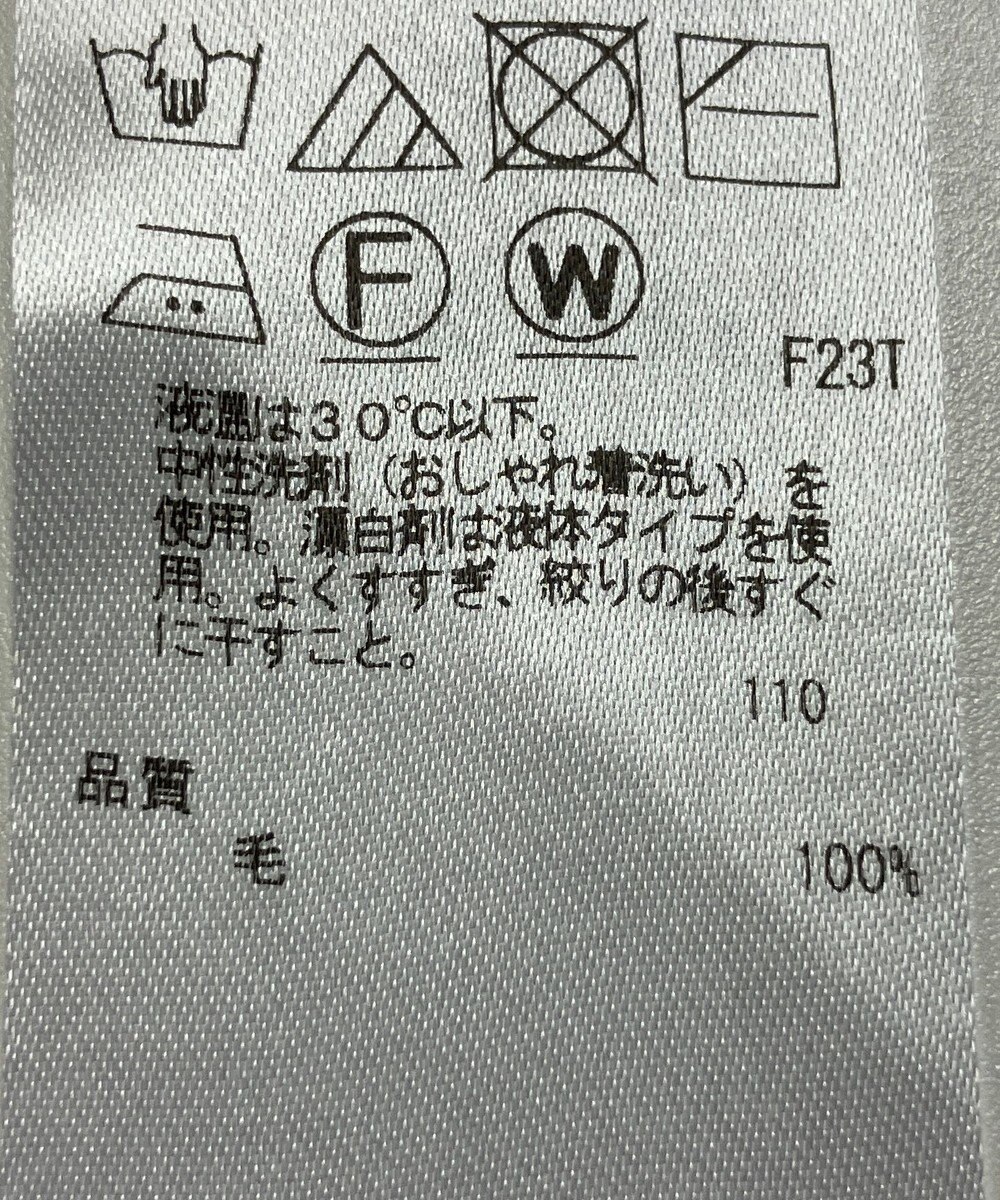 F W
F23T
液温は30℃以下。
中性洗剤(おしゃれ着洗い)を
使用。漂白剤は液体タイプを使
用。よくすすぎ、絞りの後すぐ
に干すこと。
110
品質
毛 100%